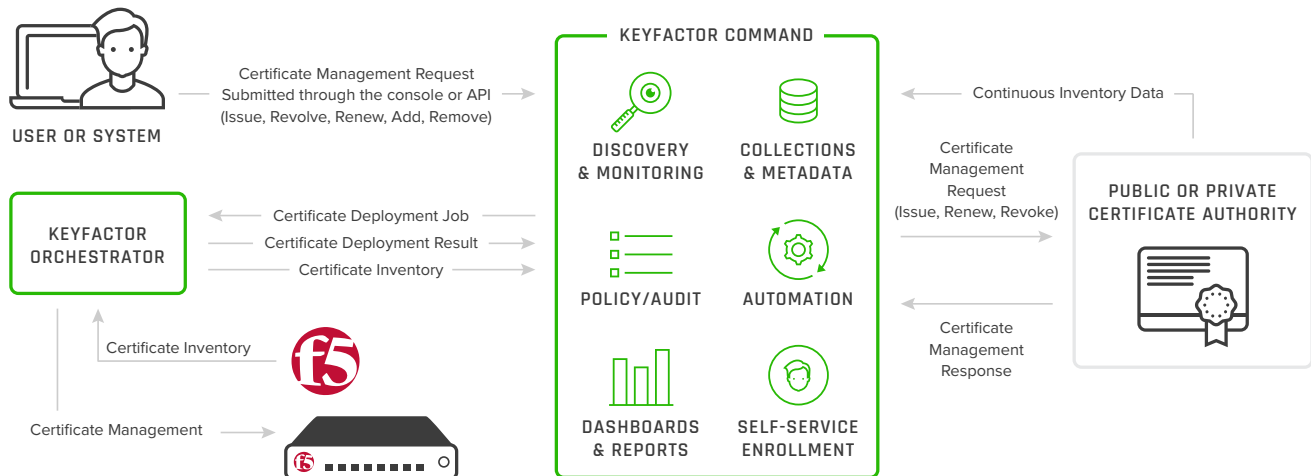 KEYFACTOR COMMAND
Certificate Management Request
Submitted through the console or API
(Issue, Revolve, Renew, Add, Remove)
USER OR SYSTEM
DISCOVERY
& MONITORING
COLLECTIONS
& METADATA
Continuous Inventory Data
Certificate
Management
Request
(Issue, Renew, Revoke)
PUBLIC OR PRIVATE
CERTIFICATE AUTHORITY
KEYFACTOR
ORCHESTRATOR
Certificate Deployment Job
Certificate Deployment Result
Certificate Inventory
POLICY/AUDIT
AUTOMATION
Certificate
Management
Response
Certificate Inventory
f5
Certificate Management
f5
DASHBOARDS
& REPORTS
SELF-SERVICE
ENROLLMENT